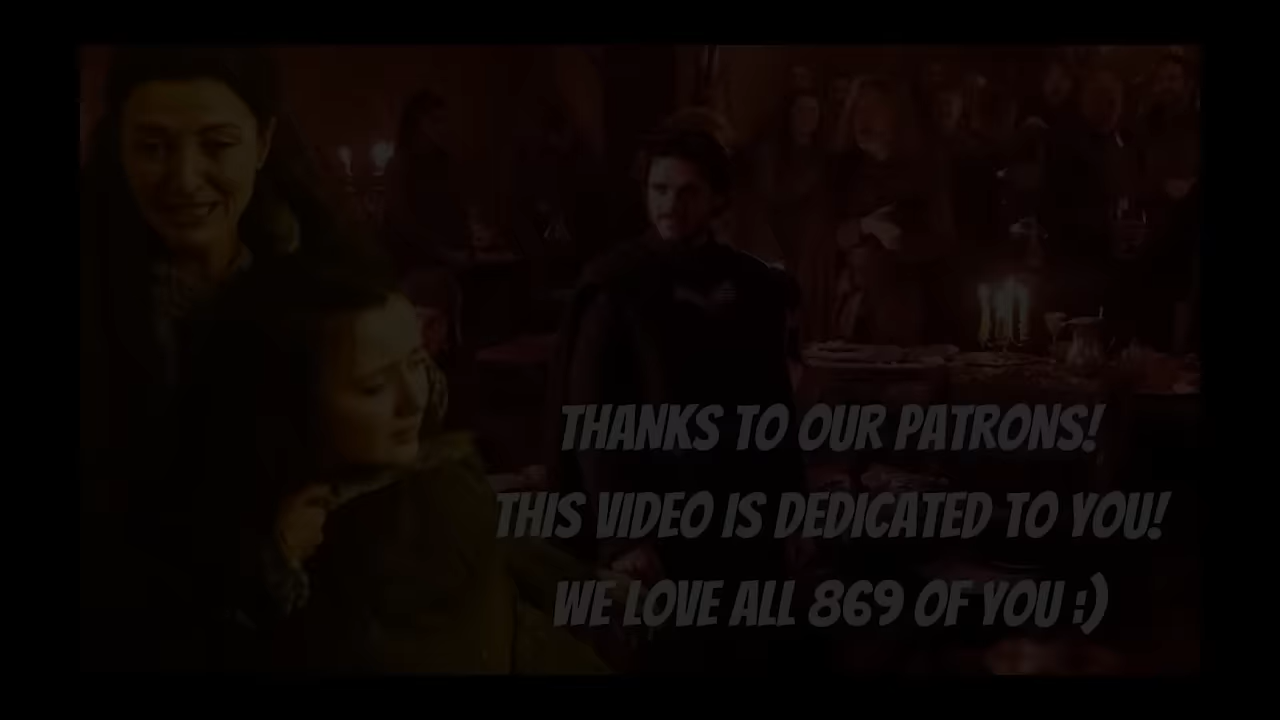 THANKS TO OUR PATRONS!
THIS VIDEO IS DEDICATED TO YOU!
WE LOVE ALL 869 OF YOU :)